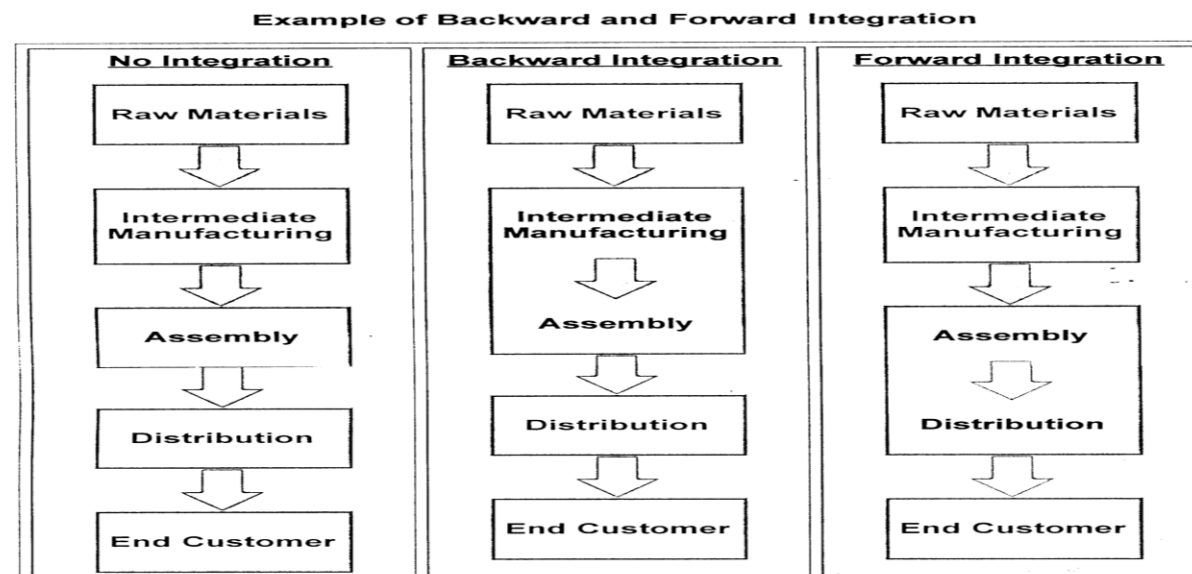 Example of Backward and Forward Integration
No Integration
Raw Materials
Intermediate
Manufacturing
Assembly
Distribution
End Customer
Backward Integration
Raw Materials
Intermediate
Manufacturing
Assembly
Distribution
End Customer
Forward Integration
Raw Materials
Intermediate
Manufacturing
Assembly
Distribution
End Customer